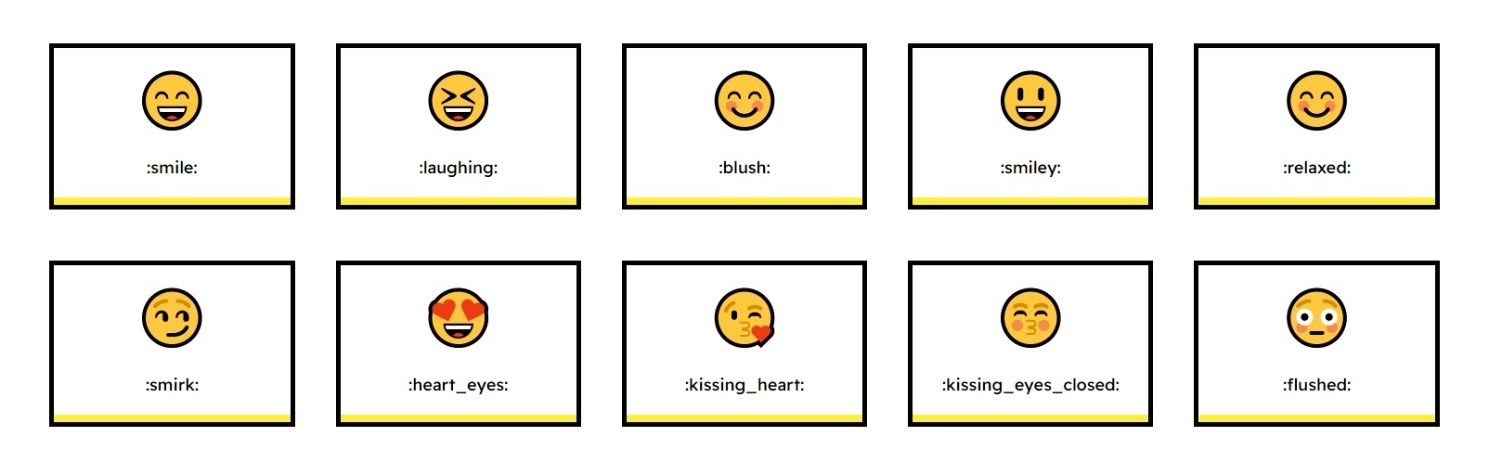 :smile:
:laughing:
:blush:
:smiley:
:relaxed:
:smirk:
:heart_eyes:
:kissing_heart:
:kissing_eyes_closed:
:flushed: